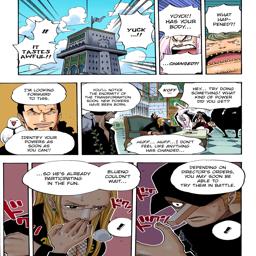 IT
TASTES
AWFUL!!
YUCK
...!!
YOYOI!!
HAS YOUR
BODY...
...CHANGED?!
WHAT
HAP-
PENED?!
I'M LOOKING
FORWARD
TO THIS.
IDENTIFY YOUR
POWERS AS
SOON AS
YOU CAN!!
YOU'LL NOTICE
THE ENORMITY OF
THE TRANSFORMATION
SOON. NEW POWERS
HAVE BEEN BORN.
KOFF
HUFF... HUFF...! DON'T
FEEL LIKE ANYTHING
HAS CHANGED...
HEY... TRY DOING
SOMETHING! WHAT
KIND OF POWER
DID YOU GET?
...SO HE'S ALREADY
PARTICIPATING
IN THE FUN.
BLUENO
COULDN'T
WAIT...
DEPENDING ON
DIRECTOR'S ORDERS,
YOU MAY SOON BE
ABLE TO TRY
THEM IN BATTLE.